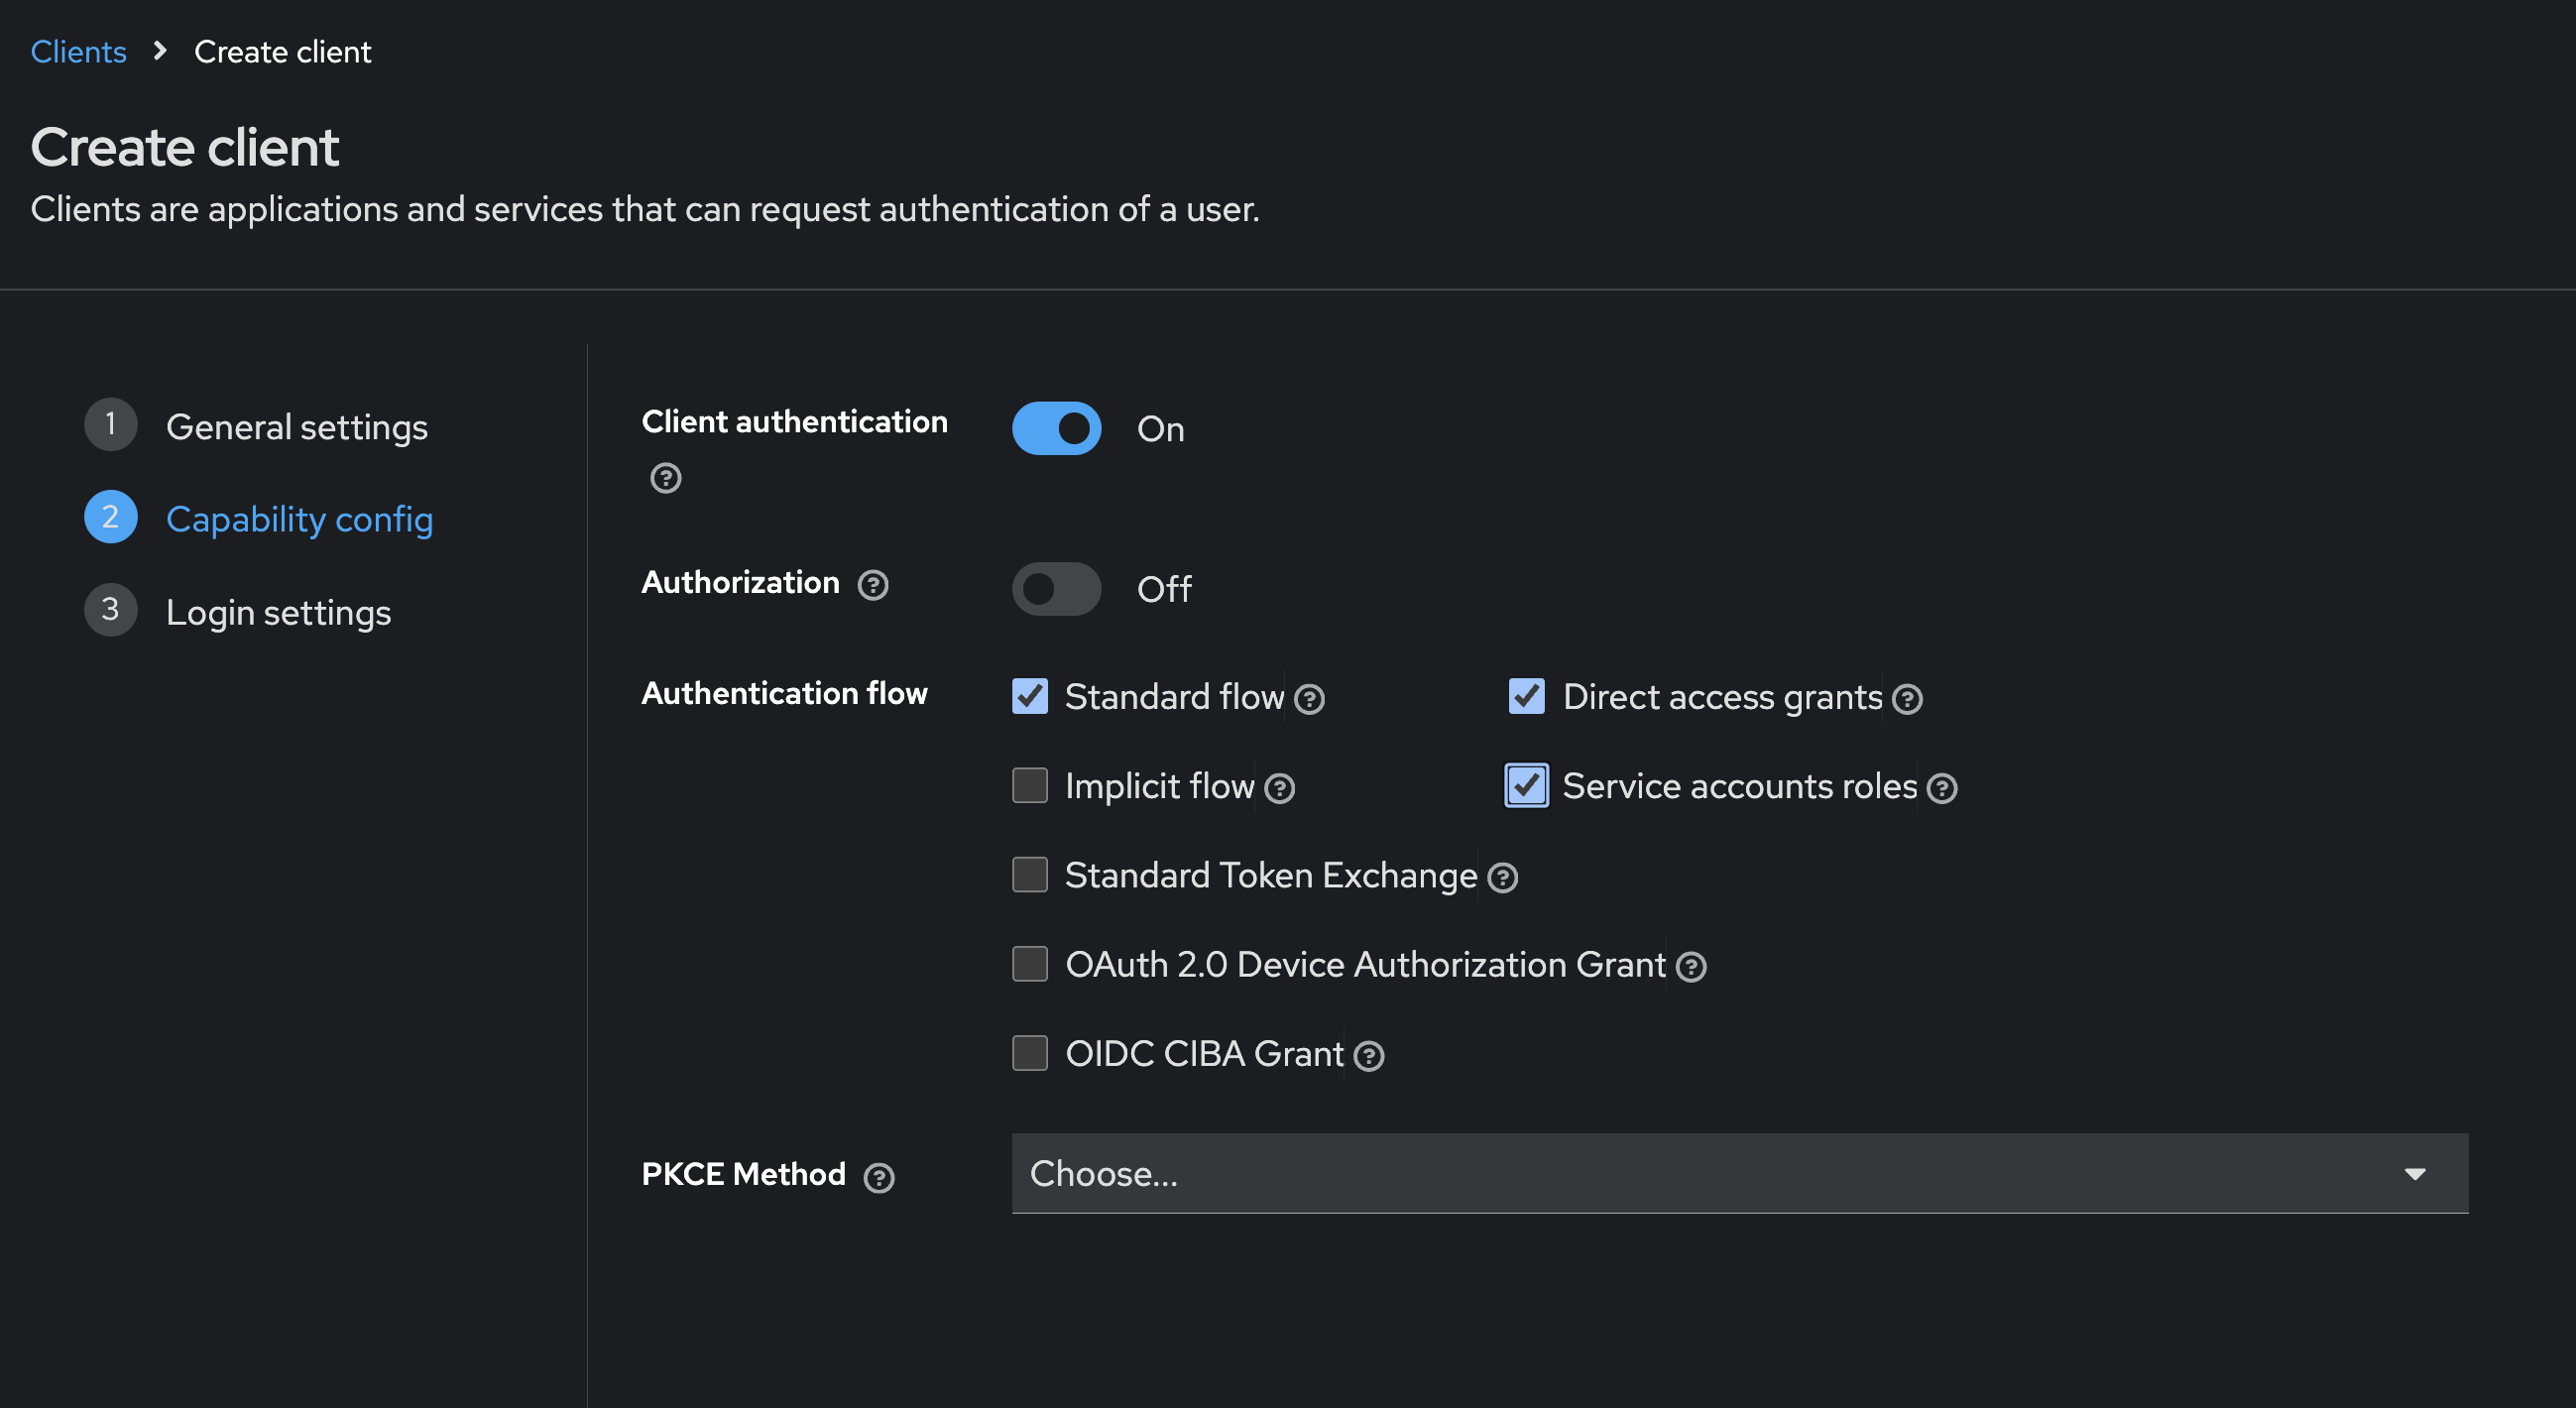 Clients > Create client
Create client
Clients are applications and services that can request authentication of a user.
1 General settings
2 Capability config
3 Login settings
Client authentication
On
Authorization
Off
Authentication flow
Standard flow
Direct access grants
Implicit flow
Service accounts roles
Standard Token Exchange
OAuth 2.0 Device Authorization Grant
OIDC CIBA Grant
PKCE Method
Choose...